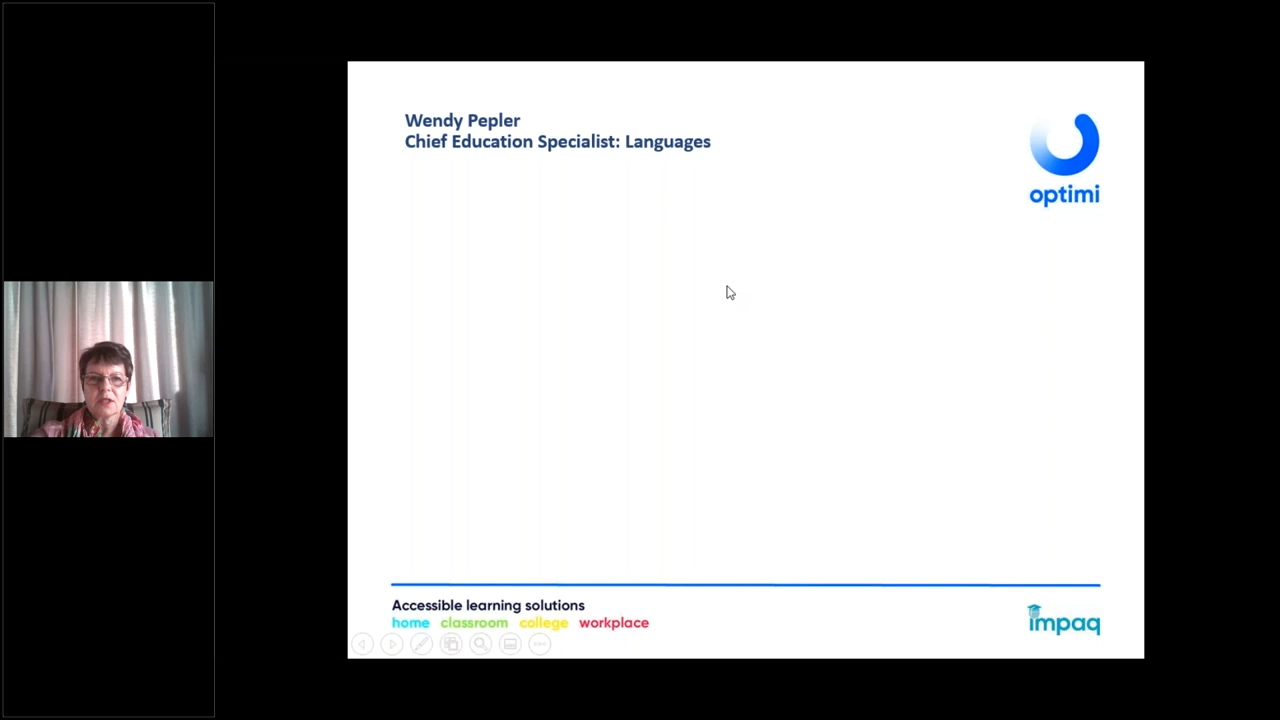 Wendy Pepler
Chief Education Specialist: Languages
optimi
Accessible learning solutions
home classroom college workplace
impaq